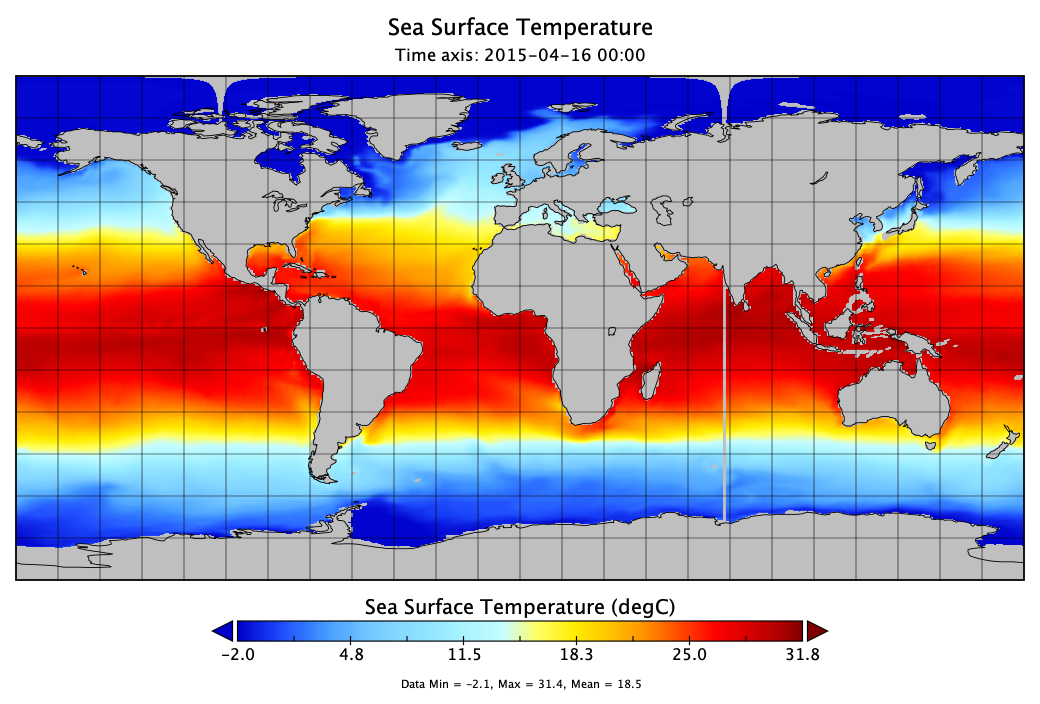 Sea Surface Temperature
Time axis: 2015-04-16 00:00
Sea Surface Temperature (degC)
-2.0 4.8 11.5 18.3 25.0 31.8
Data Min = -2.1, Max = 31.4, Mean = 18.5